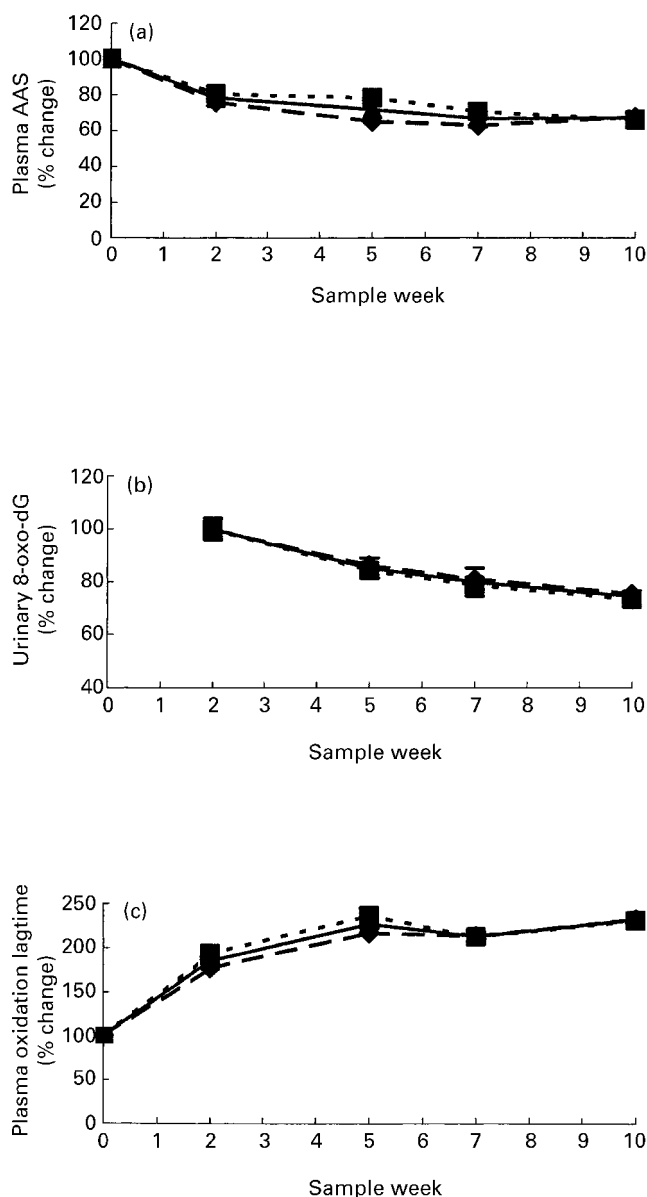 (a)
Plasma AAS
(% change)
120
100
80
60
40
20
0
0 1 2 3 5 6 7 8 9 10
Sample week
(b)
Urinary 8-oxo-dG
(% change)
120
100
80
60
40
0 1 2 3 4 5 6 7 8 9 10
Sample week
(c)
Plasma oxidation lagtime
(% change)
250
200
150
100
50
0
0 1 2 3 4 5 6 7 8 9 10
Sample week